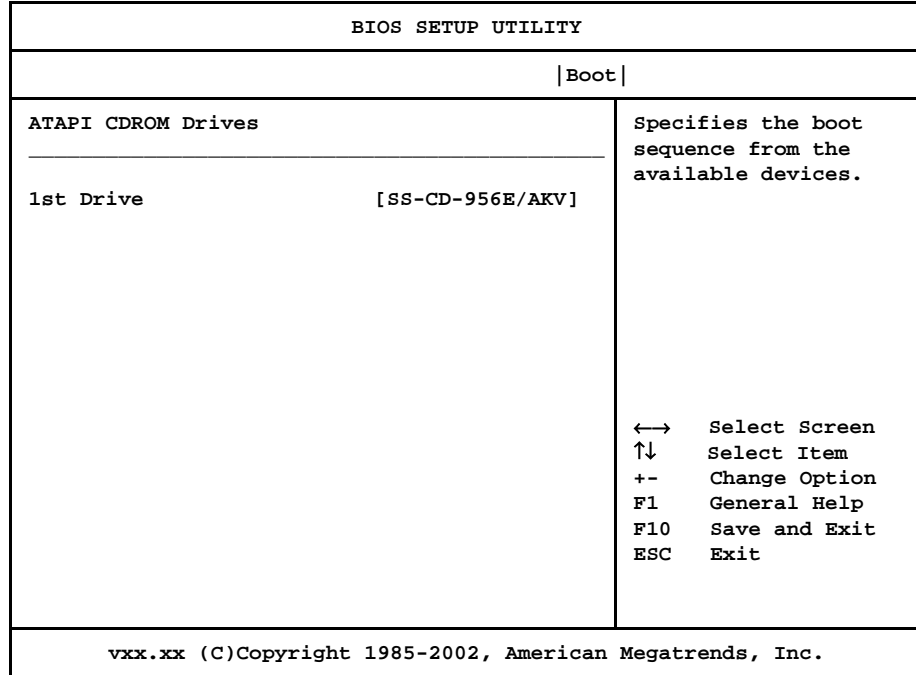 BIOS SETUP UTILITY
|Boot|
ATAPI CDROM Drives
1st Drive [SS-CD-956E/AKV]
Specifies the boot
sequence from the
available devices.
←→ Select Screen
↑↓ Select Item
+- Change Option
F1 General Help
F10 Save and Exit
ESC Exit
vxx.xx (C)Copyright 1985-2002, American Megatrends, Inc.